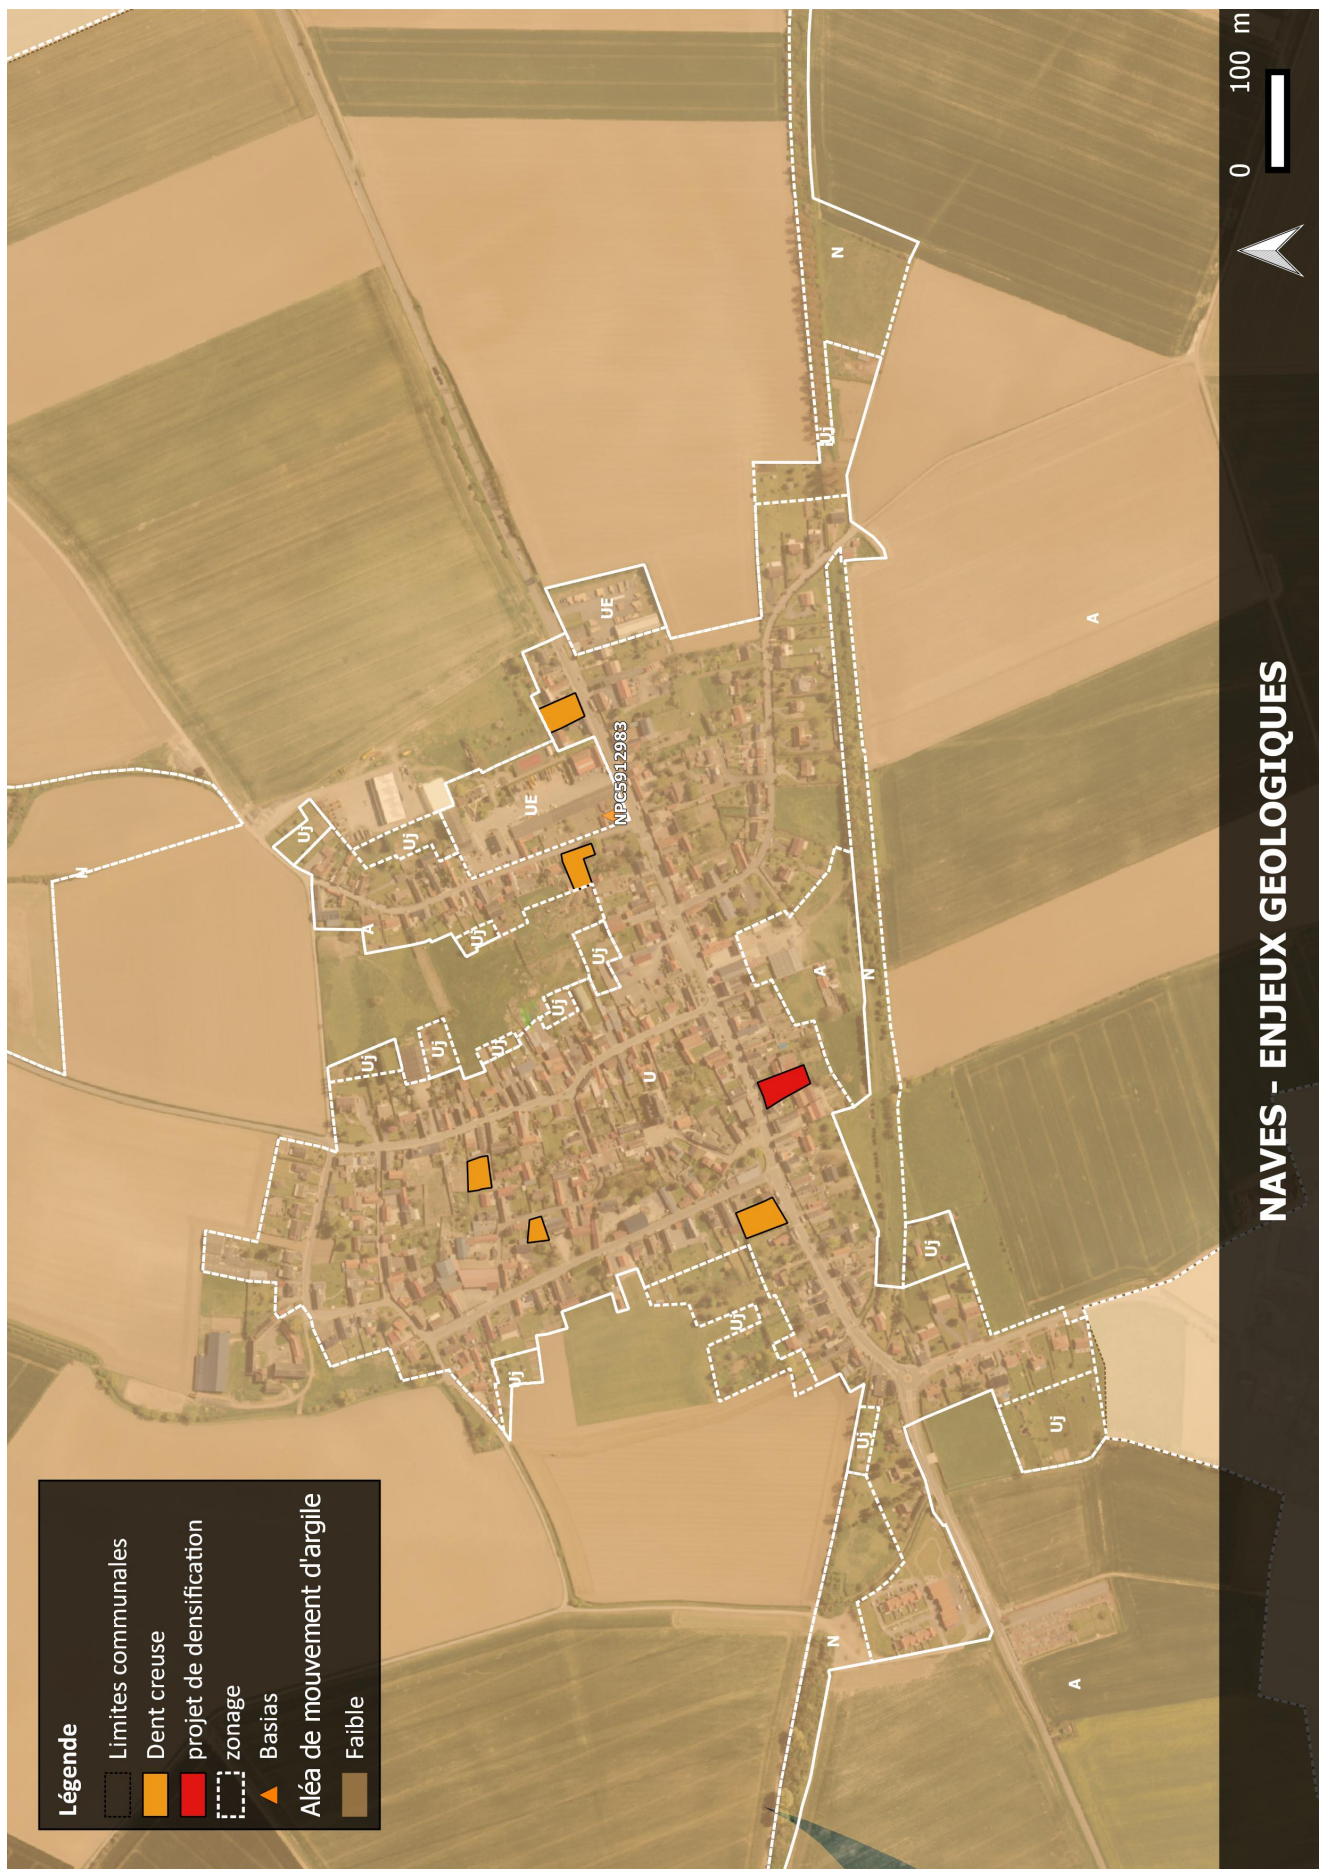 Légende
Limites communales
Dent creuse
projet de densification
zonage
Basias
Aléa de mouvement d'argile
Faible
N
Uj
Uj
A
Uj
Uj
Uj
Uj
Uj
Uj
Uj
UE
UE
NPC5912983
U
Uj
Uj
Uj
N
A
N
Uj
N
Uj
Uj
A
A
NAVES - ENJEUX GEOLOGIQUES
0 100 m